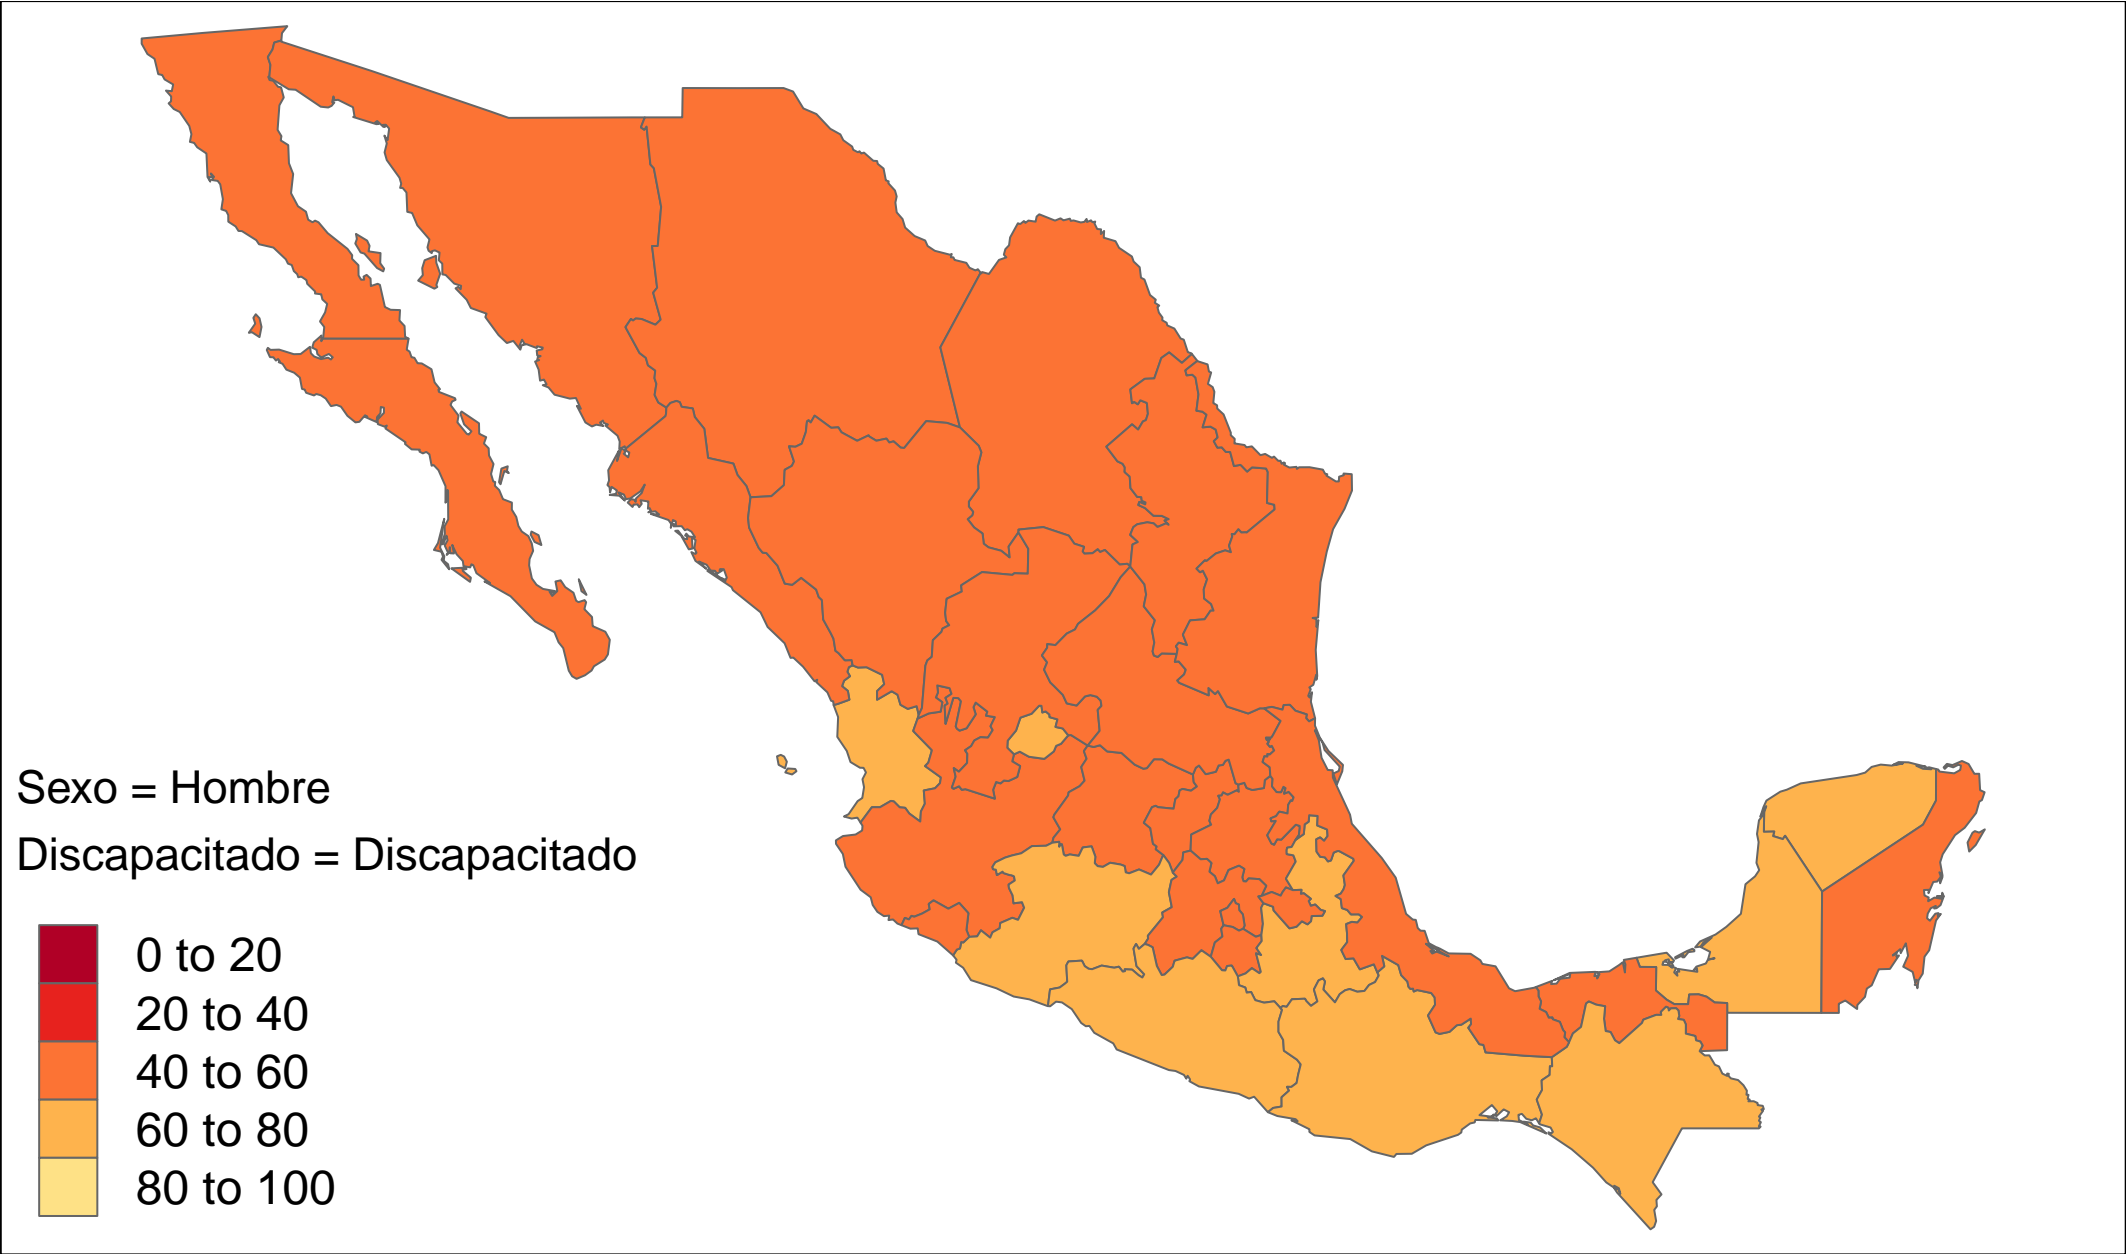 Sexo = Hombre
Discapacitado = Discapacitado
0 to 20
20 to 40
40 to 60
60 to 80
80 to 100